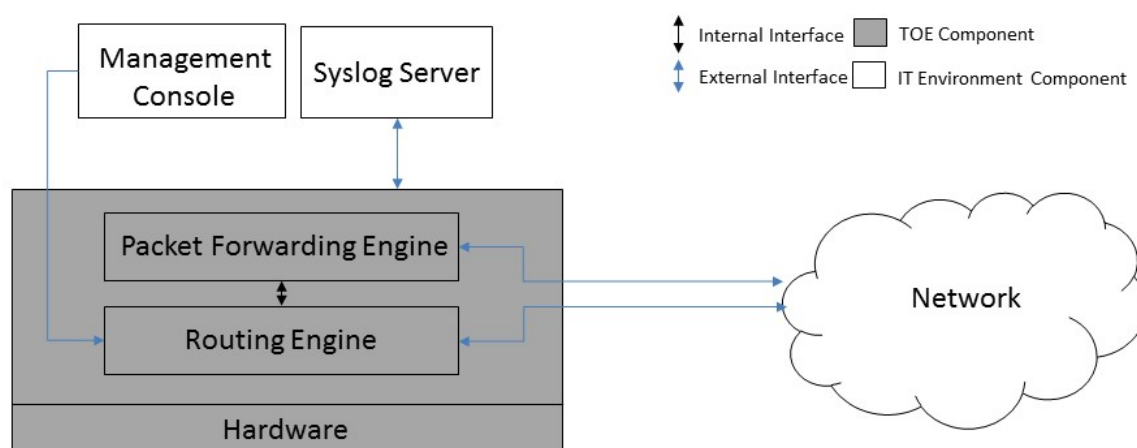 Management
Console
Syslog Server
Internal Interface
TOE Component
External Interface
IT Environment Component
Packet Forwarding Engine
Routing Engine
Hardware
Network